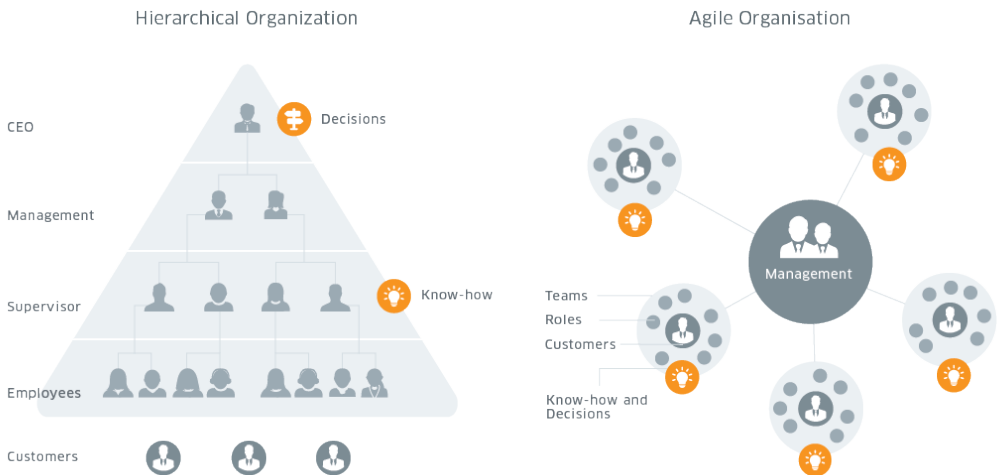 Hierarchical Organization
CEO
Decisions
Management
Supervisor
Know-how
Employees
Customers
Agile Organisation
Management
Teams
Roles
Customers
Know-how and
Decisions